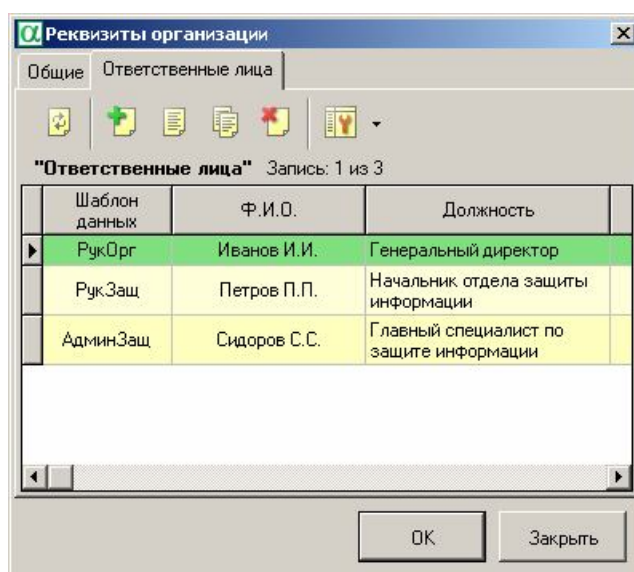 Реквизиты организации
Общие Ответственные лица
"Ответственные лица" Запись: 1 из 3
Шаблон данных Ф.И.О. Должность
РукОрг Иванов И.И. Генеральный директор
РукЗащ Петров П.П. Начальник отдела защиты информации
АдминЗащ Сидоров С.С. Главный специалист по защите информации
ОК Закрыть